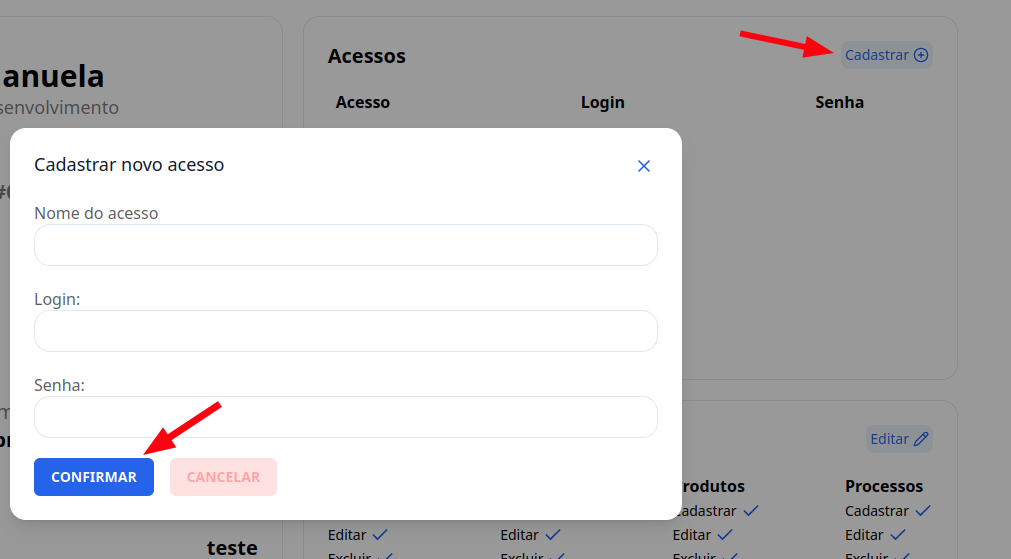 anuela
senvolvimento
Acessos
Cadastrar
Acesso Login Senha
Cadastrar novo acesso
Nome do acesso
Login:
Senha:
CONFIRMAR CANCELAR
teste
Editar
rodutos Processos
Cadastrar Cadastrar
Editar Editar Editar Editar
Excluir Excluir Excluir Excluir